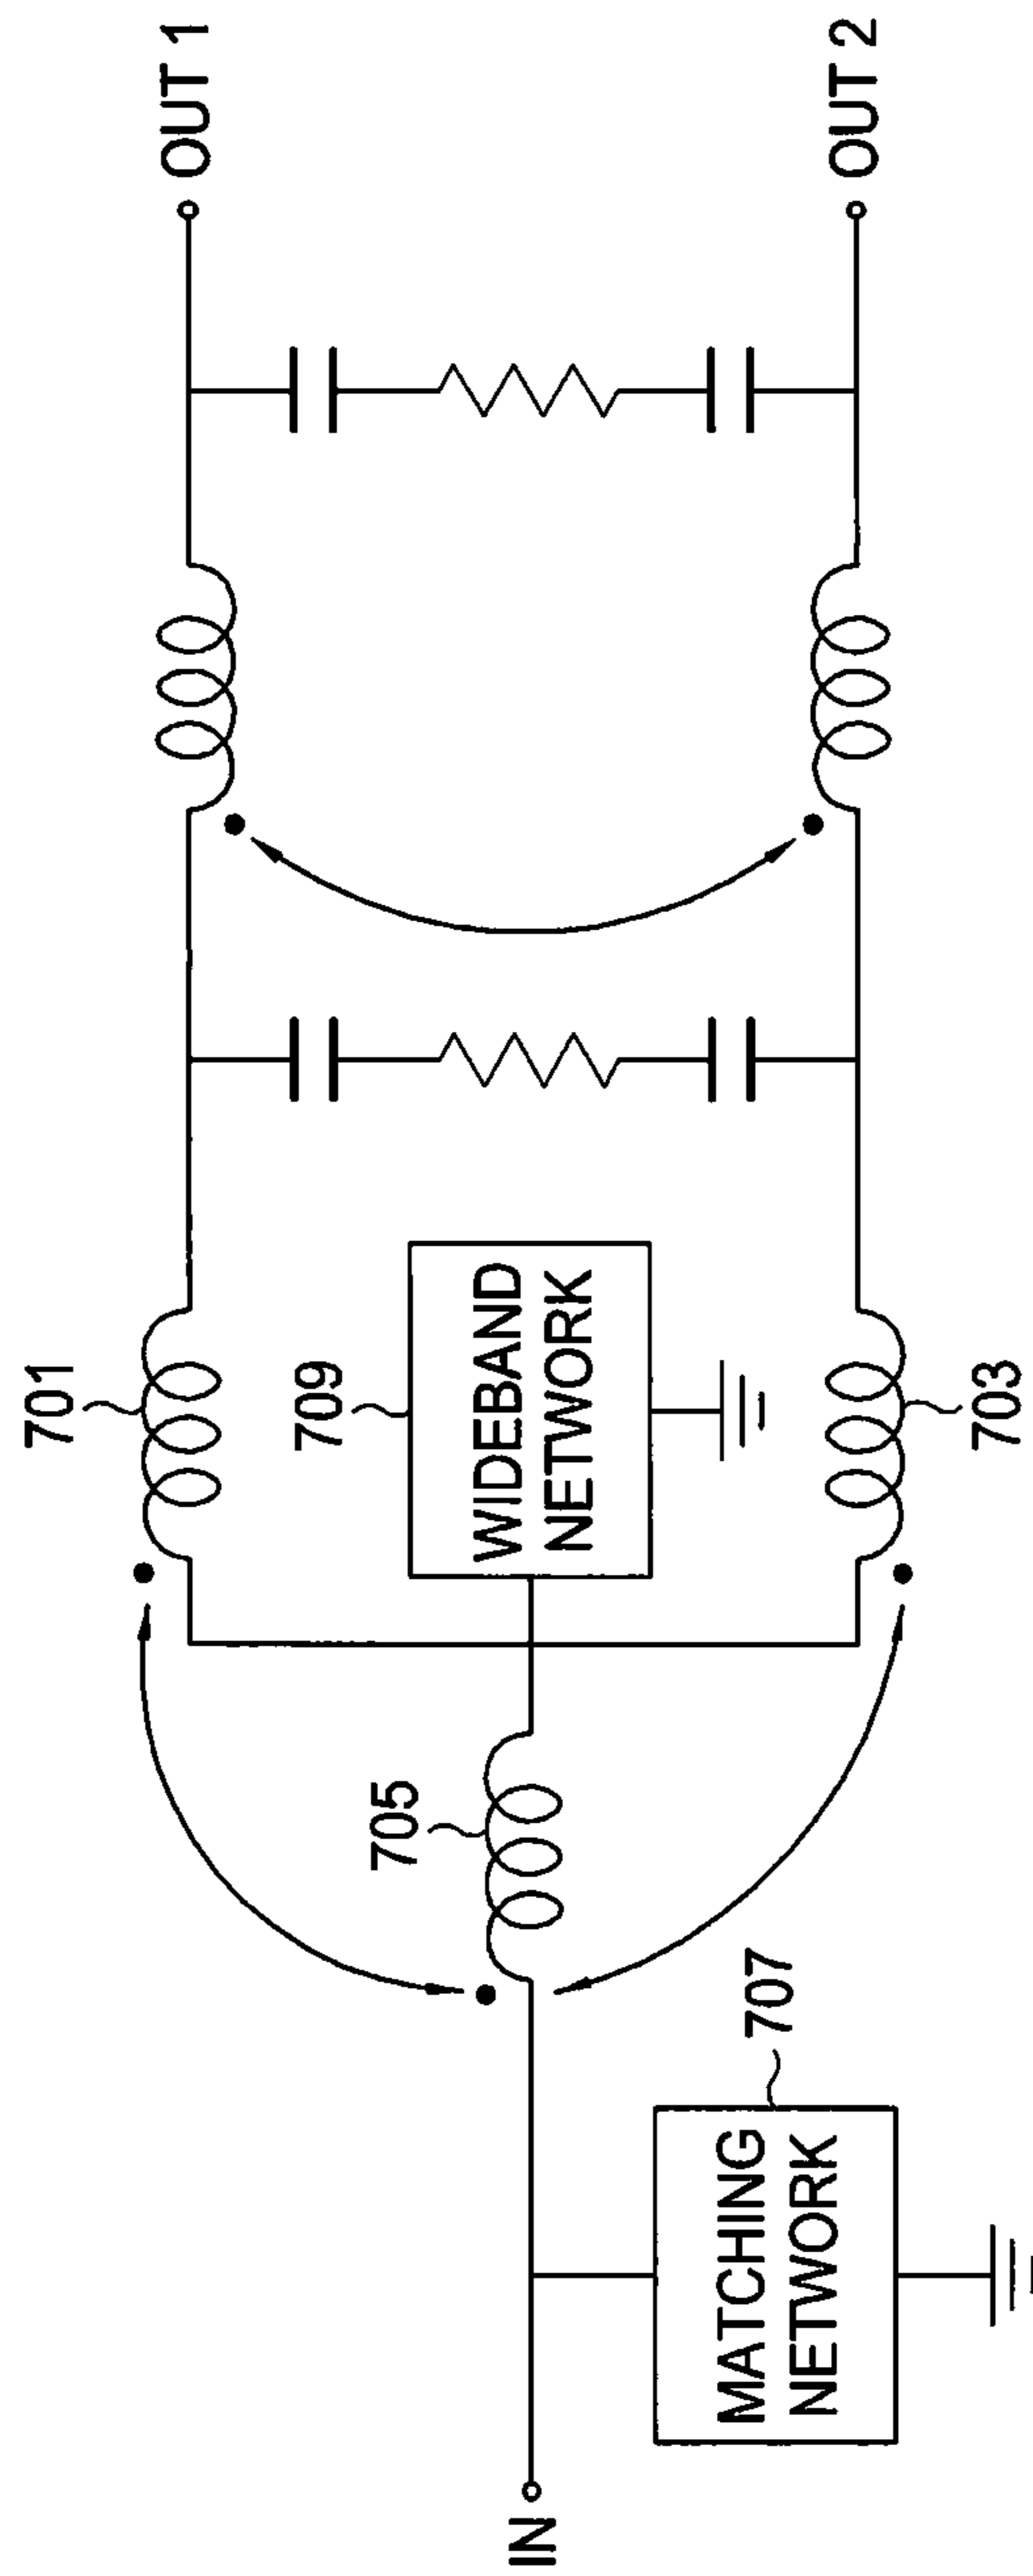 OUT 1
OUT 2
701
709
WIDEBAND
NETWORK
703
705
707
MATCHING
NETWORK
IN